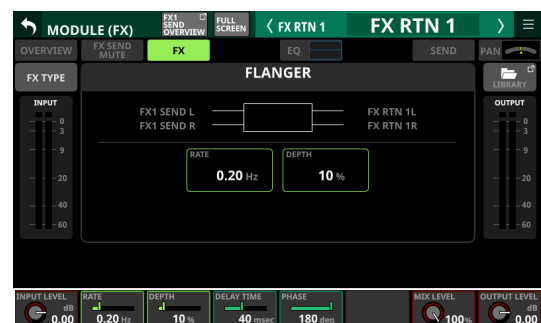 MODULE (FX)
FX1
SEND
OVERVIEW
FULL
SCREEN
FX RTN 1
FX RTN 1
OVERVIEW
FX SEND
MUTE
FX
EQ
SEND
PAN
FX TYPE
FLANGER
LIBRARY
INPUT
0
3
9
20
40
60
FX1 SEND L
FX1 SEND R
FX RTN 1L
FX RTN 1R
RATE
0.20 Hz
DEPTH
10 %
OUTPUT
0
3
9
20
40
60
INPUT LEVEL
dB
0.00
RATE
0.20 Hz
DEPTH
10 %
DELAY TIME
40 msec
PHASE
180 deg
MIX LEVEL
100%
OUTPUT LEVEL
dB
0.00